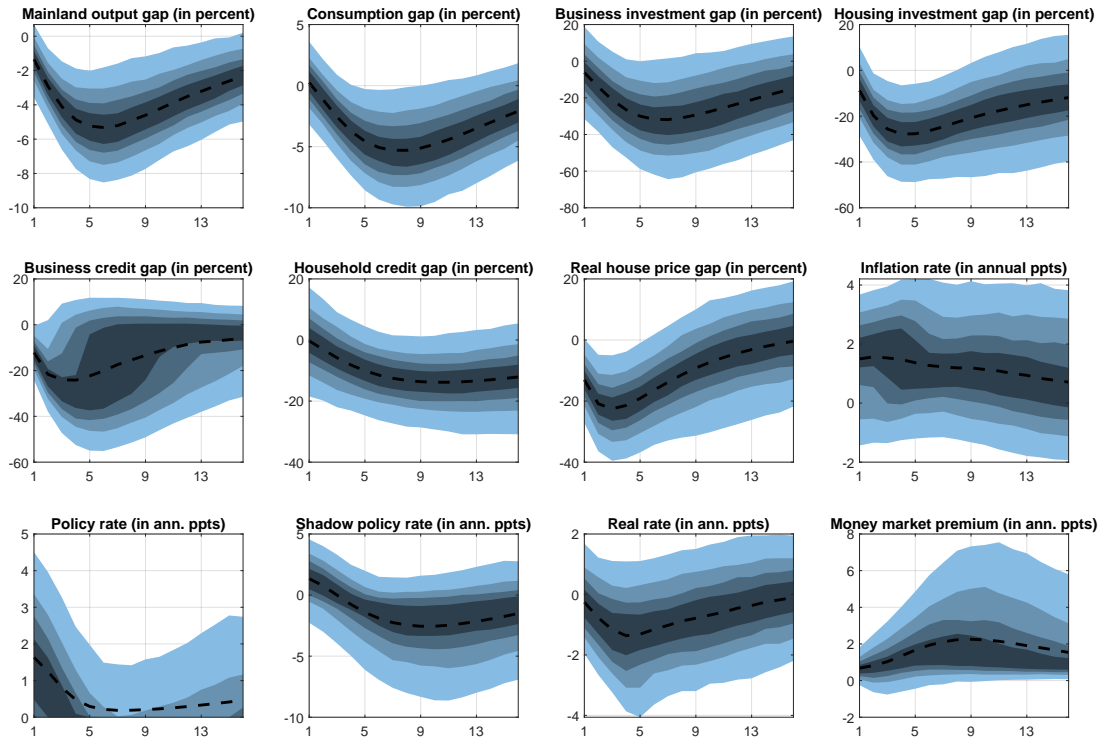 Mainland output gap (in percent)
0
-2
-4
-6
-8
-10
1 5 9 13
Consumption gap (in percent)
5
0
-5
-10
1 5 9 13
Business investment gap (in percent)
20
0
-20
-40
-60
-80
1 5 9 13
Housing investment gap (in percent)
20
0
-20
-40
-60
1 5 9 13
Business credit gap (in percent)
20
0
-20
-40
-60
1 5 9 13
Household credit gap (in percent)
20
0
-20
-40
1 5 9 13
Real house price gap (in percent)
20
0
-20
-40
1 5 9 13
Inflation rate (in annual ppts)
4
2
0
-2
1 5 9 13
Policy rate (in ann. ppts)
5
4
3
2
1
0
1 5 9 13
Shadow policy rate (in ann. ppts)
5
0
-5
-10
1 5 9 13
Real rate (in ann. ppts)
2
0
-2
-4
1 5 9 13
Money market premium (in ann. ppts)
8
6
4
2
0
-2
1 5 9 13